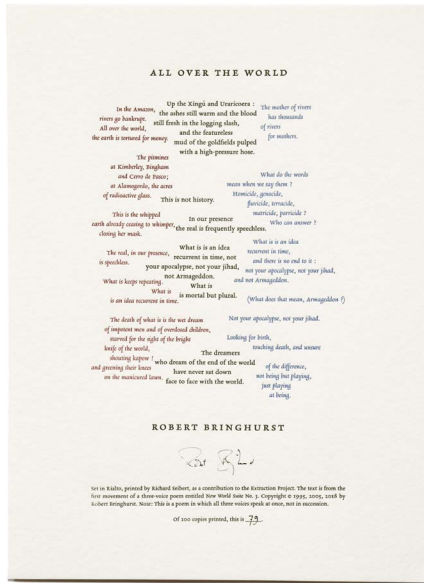 ALL OVER THE WORLD
In the Amazon,
rivers go bankrupt.
All over the world,
the earth is tortured for money.
Up the Xingú and Uraricoera :
the ashes still warm and the blood
still fresh in the logging slash,
and the featureless
mud of the goldfields pulped
with a high-pressure hose.
The mother of rivers
has thousands
of rivers
for mothers.
The pitmines
at Kimberley, Bingham
and Cerro de Pasco;
at Alamogordo, the acres
of radioactive glass.
This is not history.
What do the words
mean when we say them ?
Homicide, genocide,
fluvicide, terracide,
matricide, parricide ?
Who can answer ?
This is the whipped
earth already ceasing to whimper,
closing her mask.
In our presence
the real is frequently speechless.
The real, in our presence,
is speechless.
What is keeps repeating.
What is
is an idea recurrent in time.
What is is an idea
recurrent in time, not
your apocalypse, not your jihad,
not Armageddon.
What is
is mortal but plural.
What is is an idea
recurrent in time,
and there is no end to it :
not your apocalypse, not your jihad,
and not Armageddon.
(What does that mean, Armageddon ?)
The death of what is is the wet dream
of impotent men and of overdosed children,
starved for the sight of the bright
knife of the world,
shouting kapow !
and greening their knees
on the manicured lawn.
The dreamers
who dream of the end of the world
have never sat down
face to face with the world.
Not your apocalypse, not your jihad.
Looking for birth,
touching death, and unsure
of the difference,
not being but playing,
just playing
at being.
ROBERT BRINGHURST
Set in Rialto, printed by Richard Seibert, as a contribution to the Extraction Project. The text is from the
first movement of a three-voice poem entitled New World Suite No. 3. Copyright © 1995, 2005, 2018 by
Robert Bringhurst. Note: This is a poem in which all three voices speak at once, not in succession.
Of 100 copies printed, this is 79